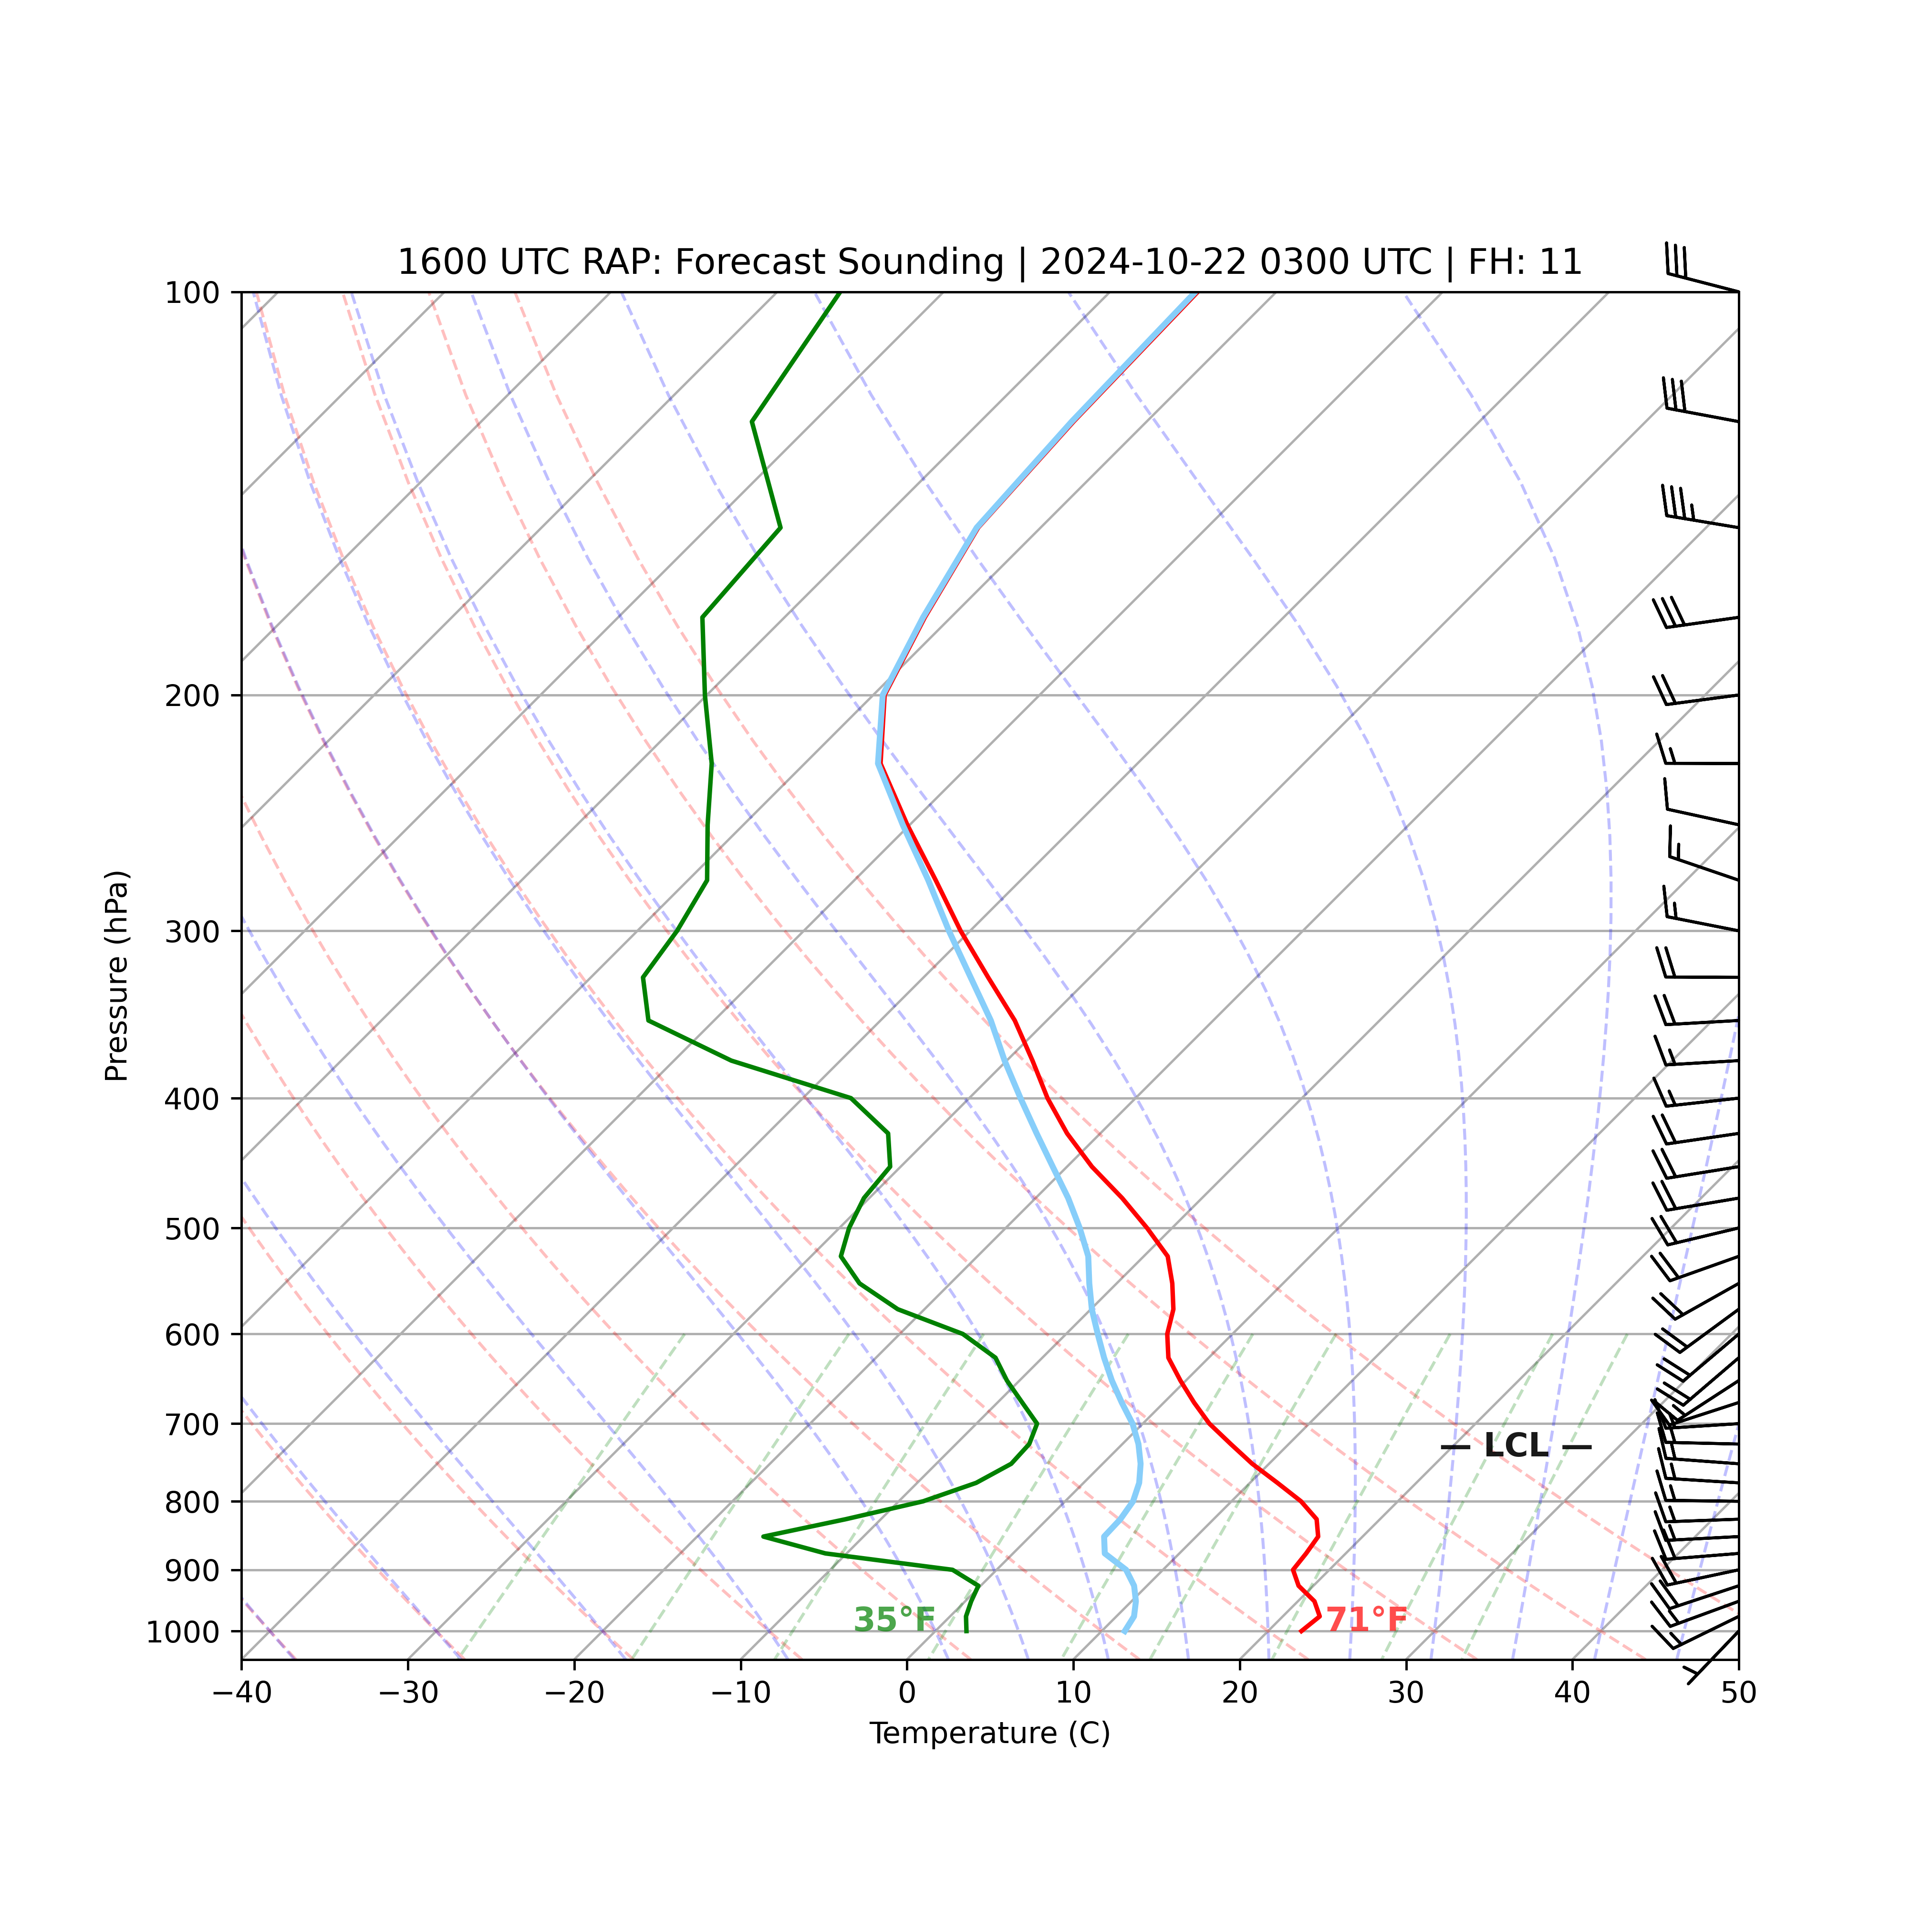 1600 UTC RAP: Forecast Sounding | 2024-10-22 0300 UTC | FH: 11
100
200
300
400
500
600
700
800
900
1000
Pressure (hPa)
— LCL —
35°F
71°F
−40 −30 −20 −10 0 10 20 30 40 50
Temperature (C)